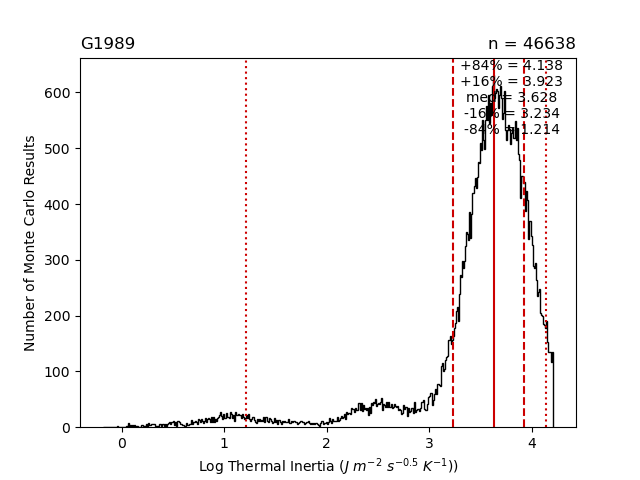 G1989
n = 46638
+84% = 4.138
+16% = 3.923
med = 3.628
-16% = 3.234
-84% = 1.214
Number of Monte Carlo Results
600
500
400
300
200
100
0
0 1 2 3 4
Log Thermal Inertia (J m⁻² s⁻⁰·⁵ K⁻¹))